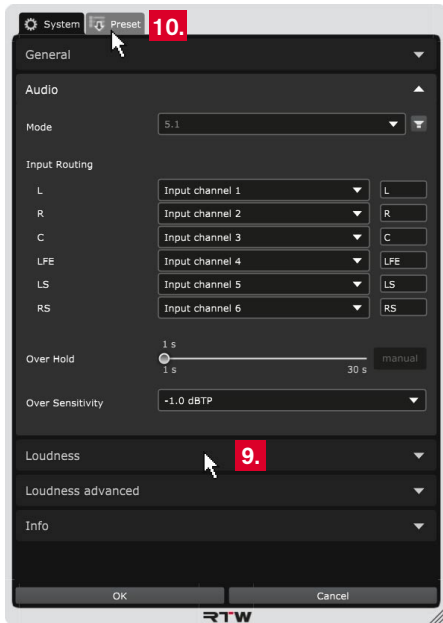 System Preset 10.
General
Audio
Mode 5.1
Input Routing
L Input channel 1 L
R Input channel 2 R
C Input channel 3 C
LFE Input channel 4 LFE
LS Input channel 5 LS
RS Input channel 6 RS
1 s
Over Hold manual
1 s 30 s
Over Sensitivity -1.0 dBTP
Loudness 9.
Loudness advanced
Info
OK Cancel
RTW